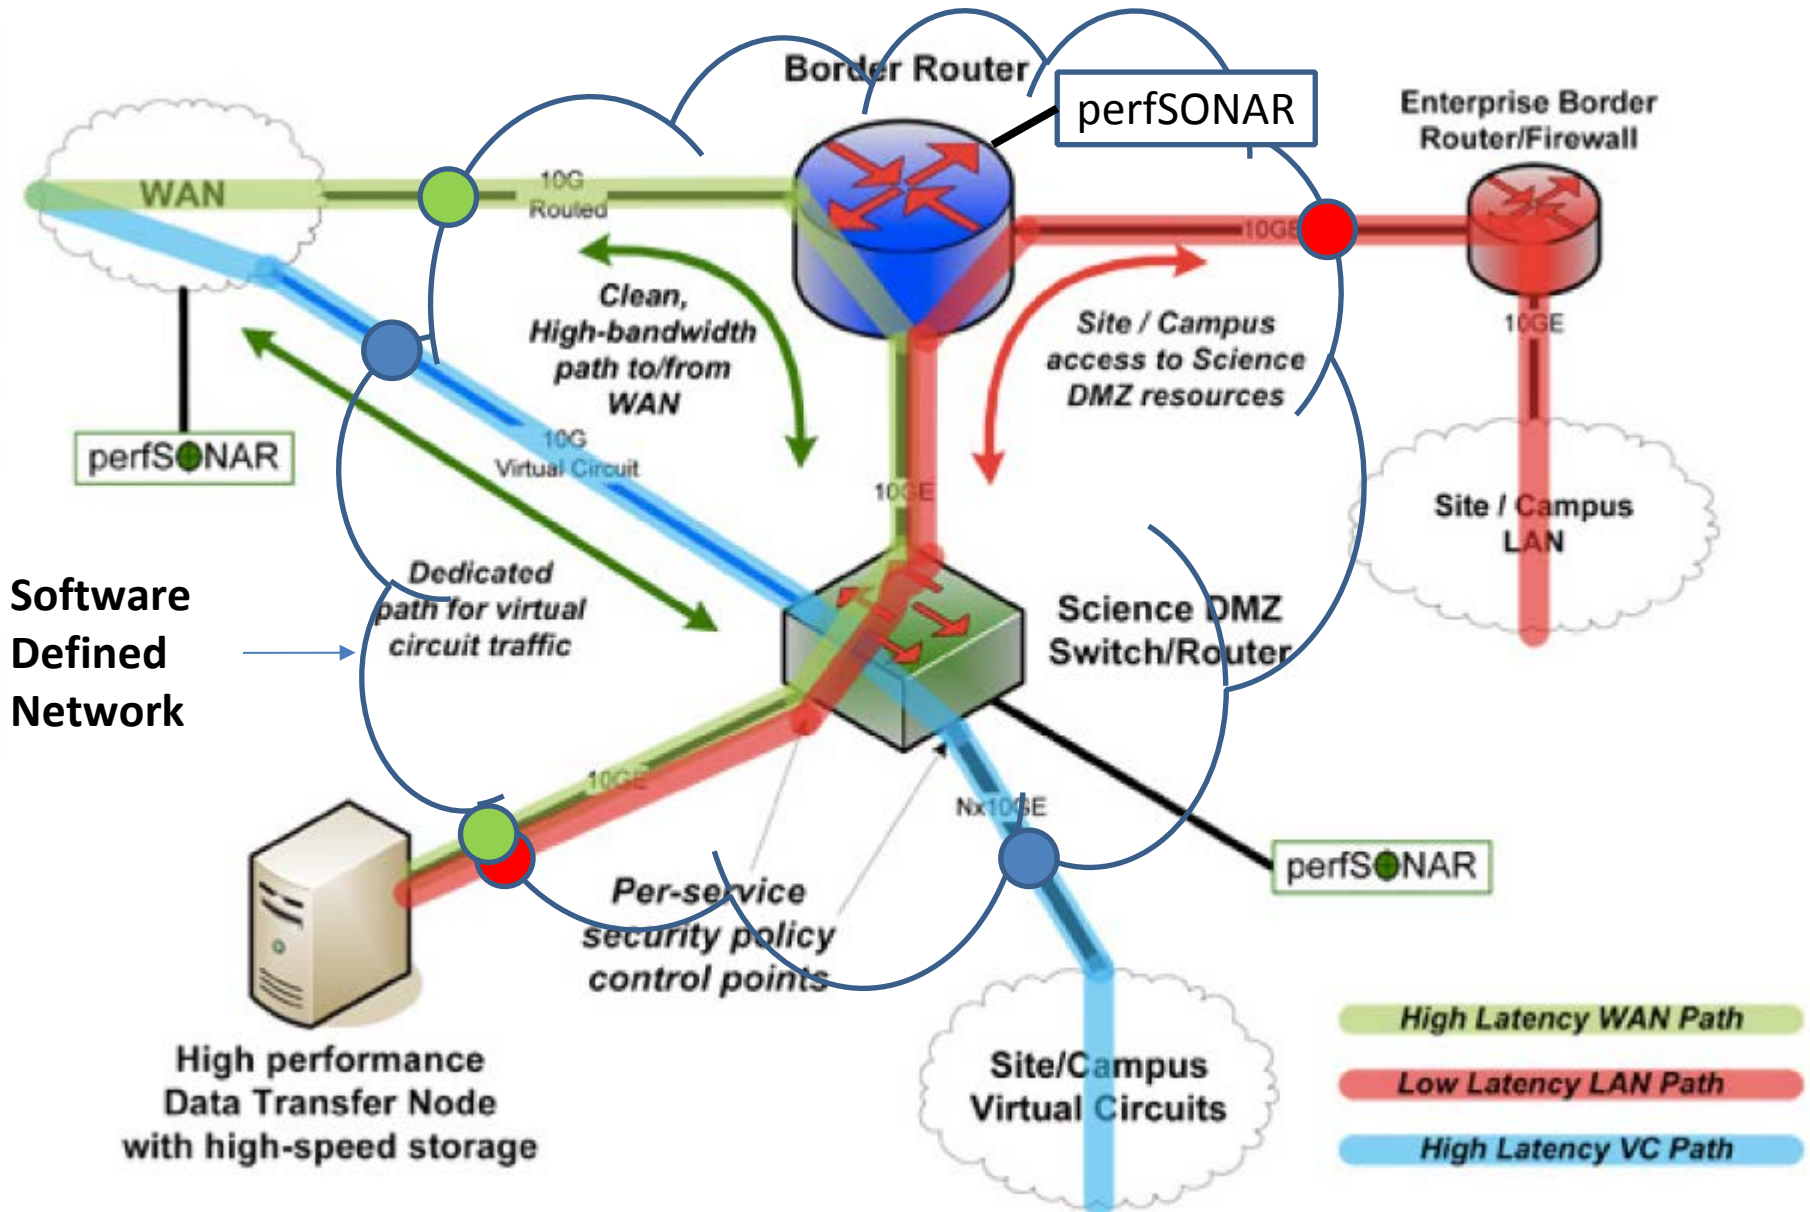 Border Router
perfSONAR
Enterprise Border
Router/Firewall
WAN
10G
Routed
10GE
10GE
Clean,
High-bandwidth
path to/from
WAN
Site / Campus
access to Science
DMZ resources
perfSONAR
10G
Virtual Circuit
10GE
Site / Campus
LAN
Software
Defined
Network
Dedicated
path for virtual
circuit traffic
Science DMZ
Switch/Router
10GE
Nx10GE
perfSONAR
Per-service
security policy
control points
High performance
Data Transfer Node
with high-speed storage
Site/Campus
Virtual Circuits
High Latency WAN Path
Low Latency LAN Path
High Latency VC Path